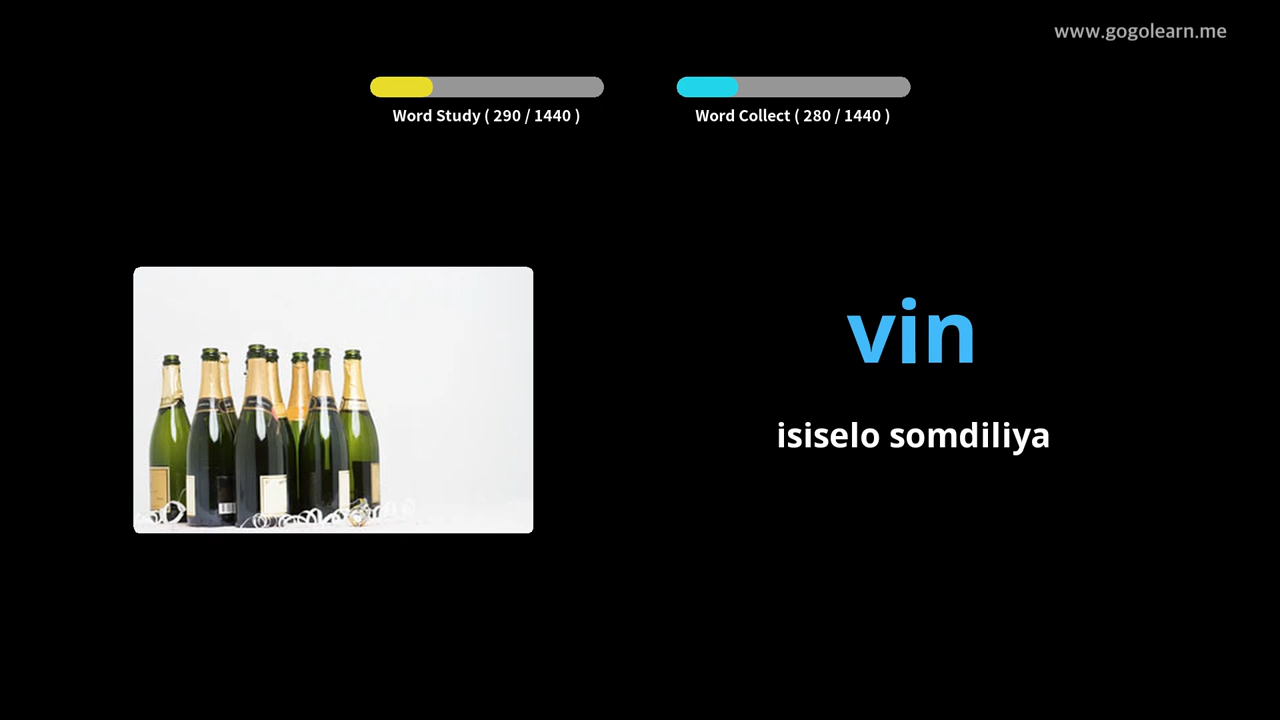 www.gogolearn.me
Word Study ( 290 / 1440 )
Word Collect ( 280 / 1440 )
vin
isiselo somdiliya